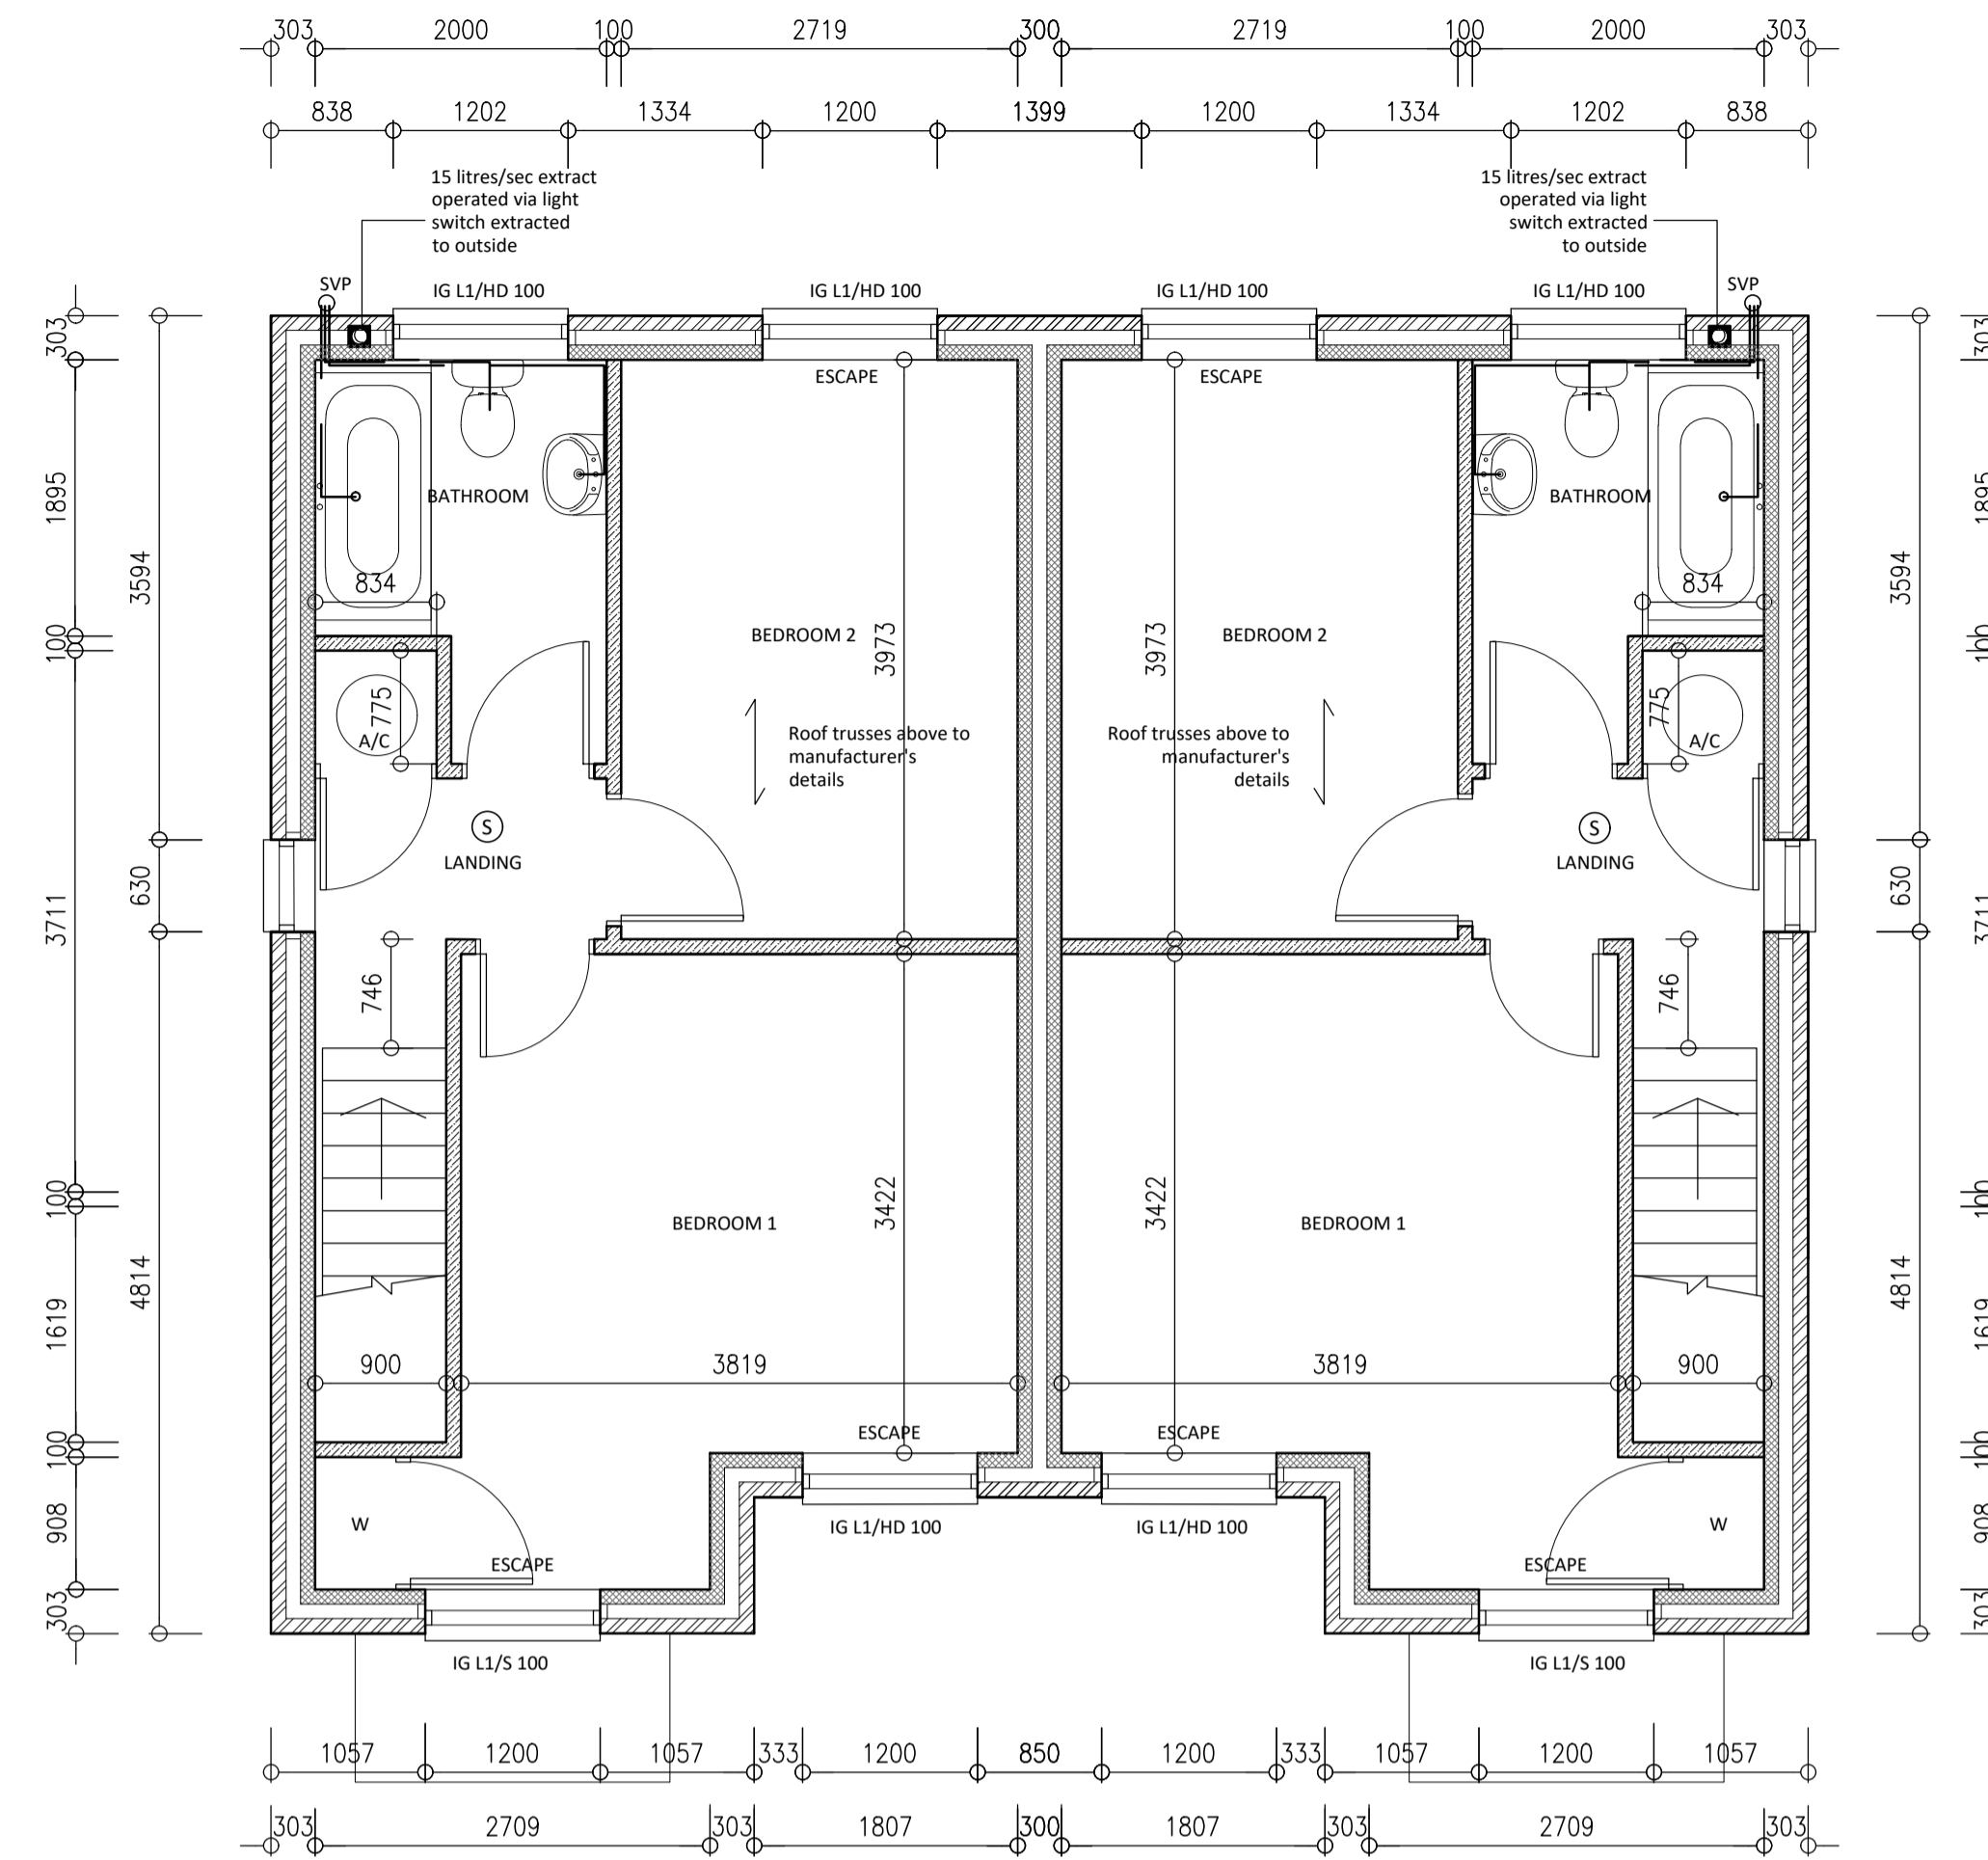 303 2000 100 2719 300 2719 100 2000 303
838 1202 1334 1200 1399 1200 1334 1202 838
15 litres/sec extract
operated via light
switch extracted
to outside
15 litres/sec extract
operated via light
switch extracted
to outside
SVP IG L1/HD 100 IG L1/HD 100 IG L1/HD 100 IG L1/HD 100 SVP
303 303
ESCAPE ESCAPE
1895 BATHROOM BATHROOM 1895
3594 834 834 3594
100 BEDROOM 2 3973 3973 BEDROOM 2 100
775 775
A/C A/C
Roof trusses above to
manufacturer's
details
Roof trusses above to
manufacturer's
details
S S
LANDING LANDING
630 630
3711 3711
746 746
100 3422 3422 100
BEDROOM 1 BEDROOM 1
4814 4814
1619 900 3819 3819 900 1619
100 ESCAPE ESCAPE 100
908 W W 908
IG L1/HD 100 IG L1/HD 100
ESCAPE ESCAPE
303 303
IG L1/S 100 IG L1/S 100
1057 1200 1057 333 1200 850 1200 333 1057 1200 1057
303 2709 303 1807 300 1807 303 2709 303